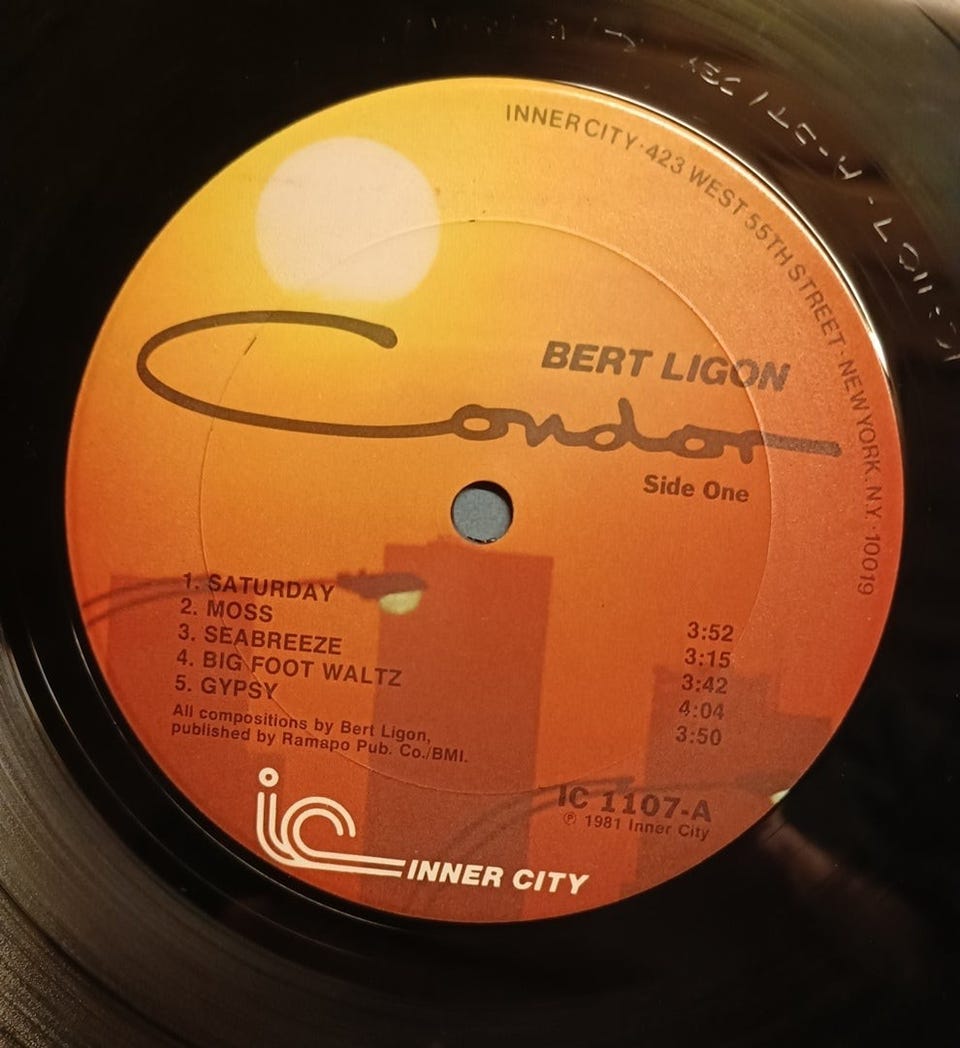 INNER CITY · 423 WEST 55TH STREET · NEW YORK, N.Y. · 10019
BERT LIGON
Condor
Side One
1. SATURDAY 3:52
2. MOSS 3:15
3. SEABREEZE 3:42
4. BIG FOOT WALTZ 4:04
5. GYPSY 3:50
All compositions by Bert Ligon,
published by Ramapo Pub. Co./BMI.
IC 1107-A
℗ 1981 Inner City
ic INNER CITY